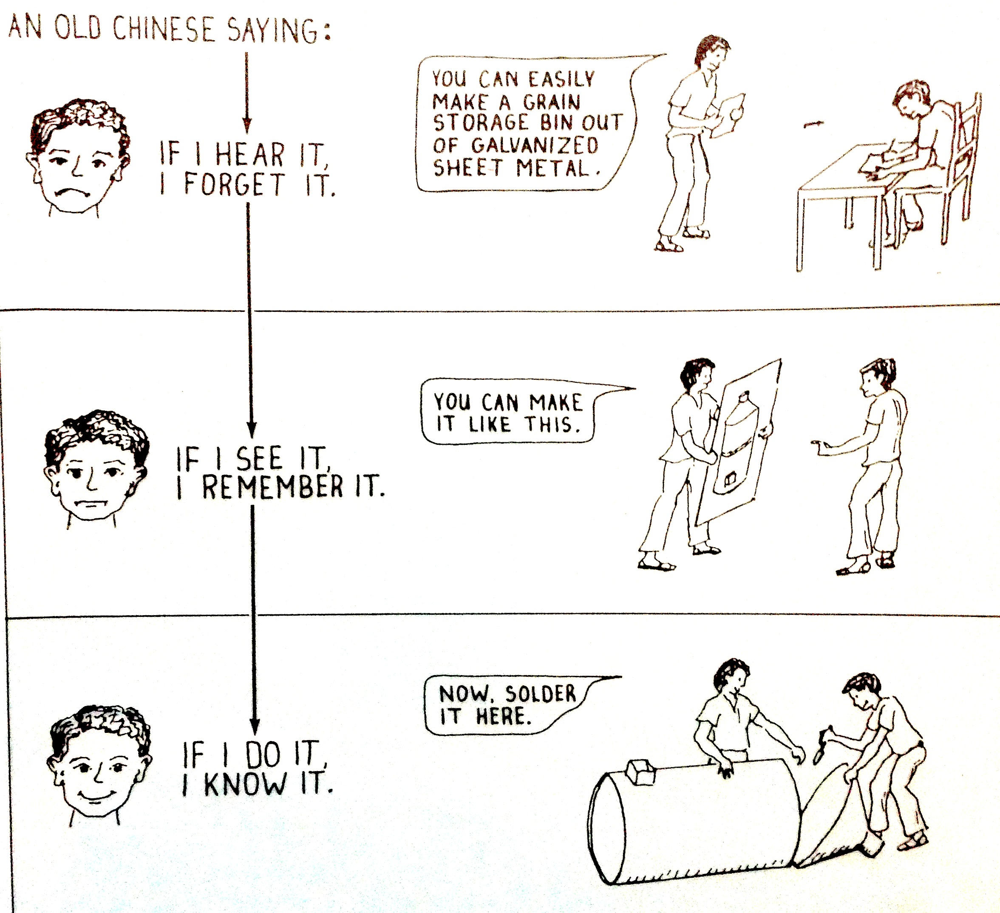 AN OLD CHINESE SAYING:
IF I HEAR IT,
I FORGET IT.
YOU CAN EASILY
MAKE A GRAIN
STORAGE BIN OUT
OF GALVANIZED
SHEET METAL.
IF I SEE IT,
I REMEMBER IT.
YOU CAN MAKE
IT LIKE THIS.
IF I DO IT,
I KNOW IT.
NOW, SOLDER
IT HERE.